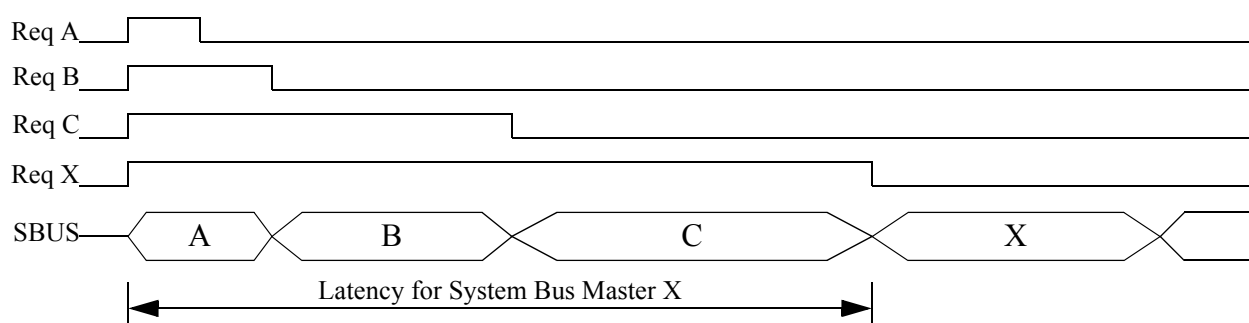 Req A
Req B
Req C
Req X
SBUS A B C X
Latency for System Bus Master X